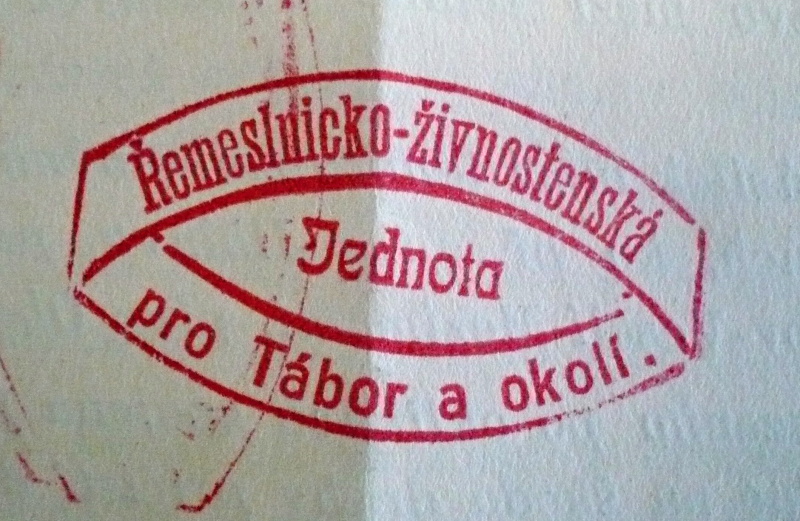 Řemeslnicko-živnostenská
Jednota
pro Tábor a okolí.